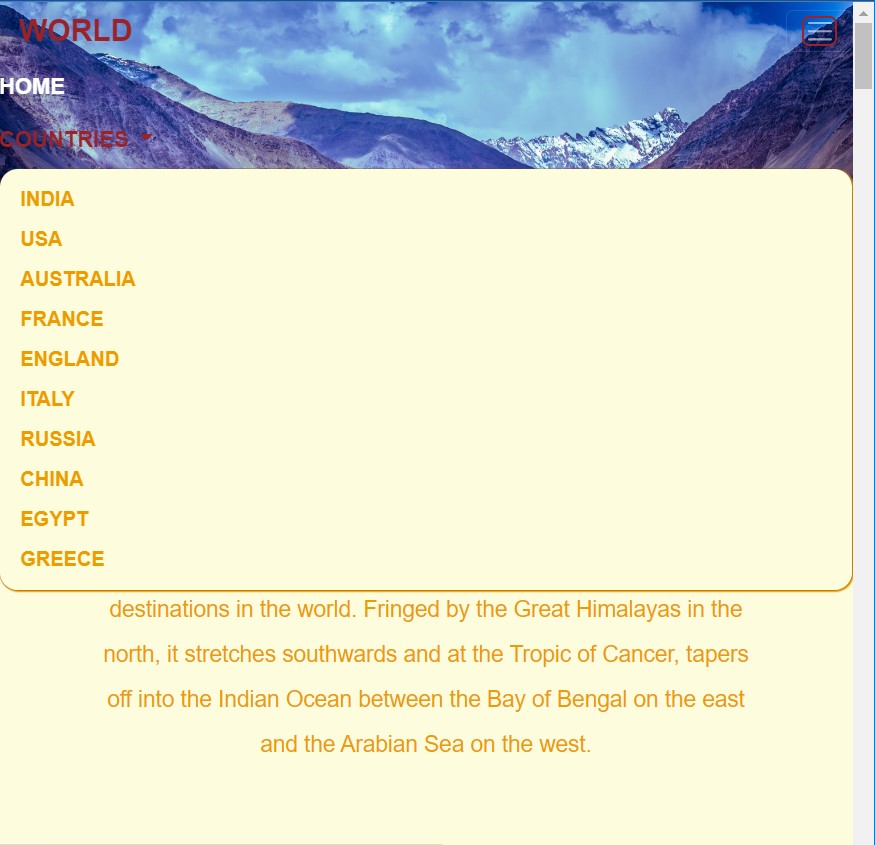 WORLD
HOME
COUNTRIES
INDIA
USA
AUSTRALIA
FRANCE
ENGLAND
ITALY
RUSSIA
CHINA
EGYPT
GREECE
destinations in the world. Fringed by the Great Himalayas in the
north, it stretches southwards and at the Tropic of Cancer, tapers
off into the Indian Ocean between the Bay of Bengal on the east
and the Arabian Sea on the west.